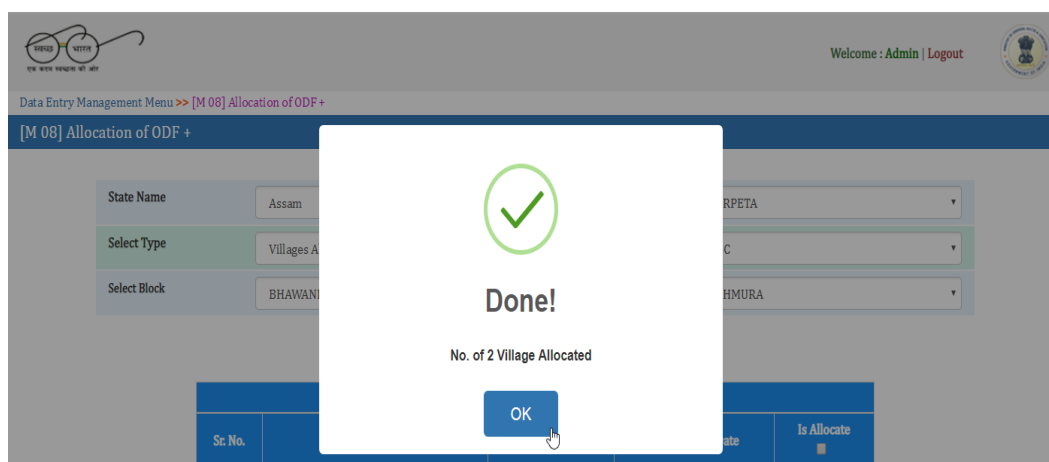 स्वच्छ भारत
एक कदम स्वच्छता की ओर
Welcome : Admin | Logout
Data Entry Management Menu >> [M 08] Allocation of ODF +
[M 08] Allocation of ODF +
State Name
Assam
RPETA
Select Type
Villages A
C
Select Block
BHAWANI
HMURA
Done!
No. of 2 Village Allocated
OK
Sr. No.
ate
Is Allocate